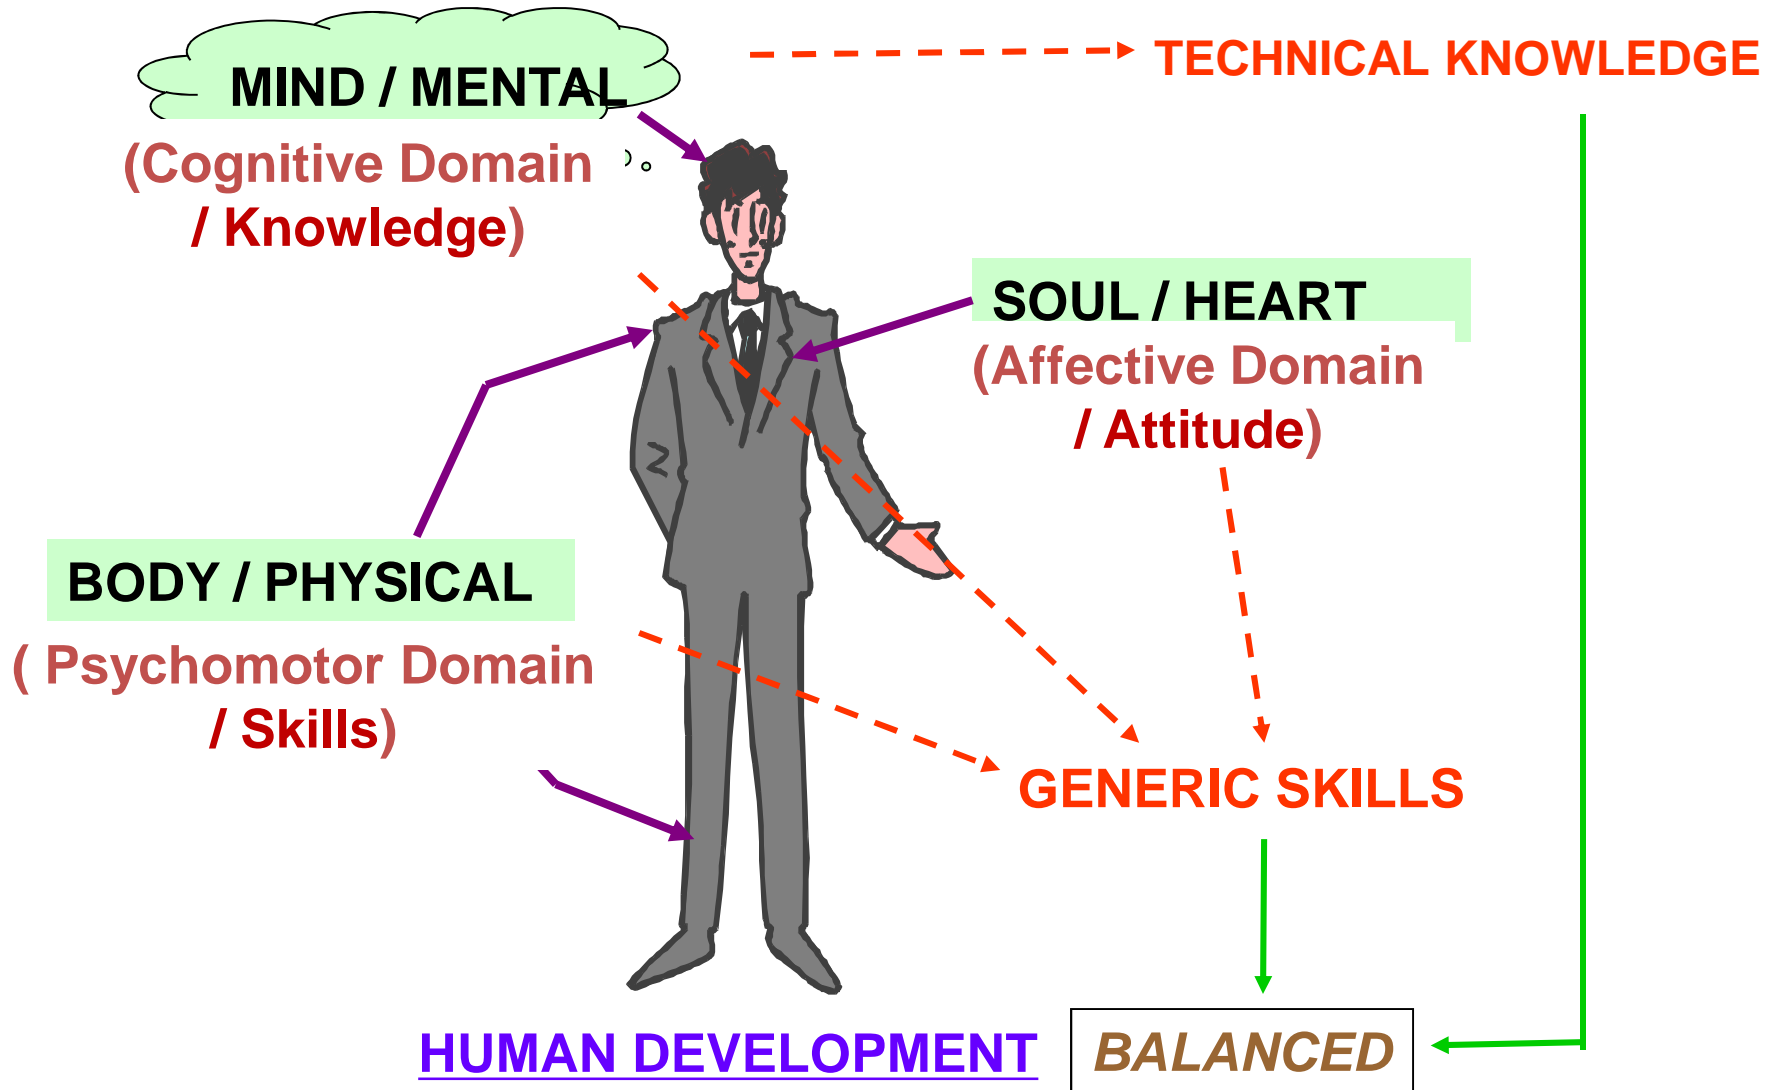 MIND / MENTAL
(Cognitive Domain
/ Knowledge)
TECHNICAL KNOWLEDGE
SOUL / HEART
(Affective Domain
/ Attitude)
BODY / PHYSICAL
( Psychomotor Domain
/ Skills)
GENERIC SKILLS
HUMAN DEVELOPMENT
BALANCED